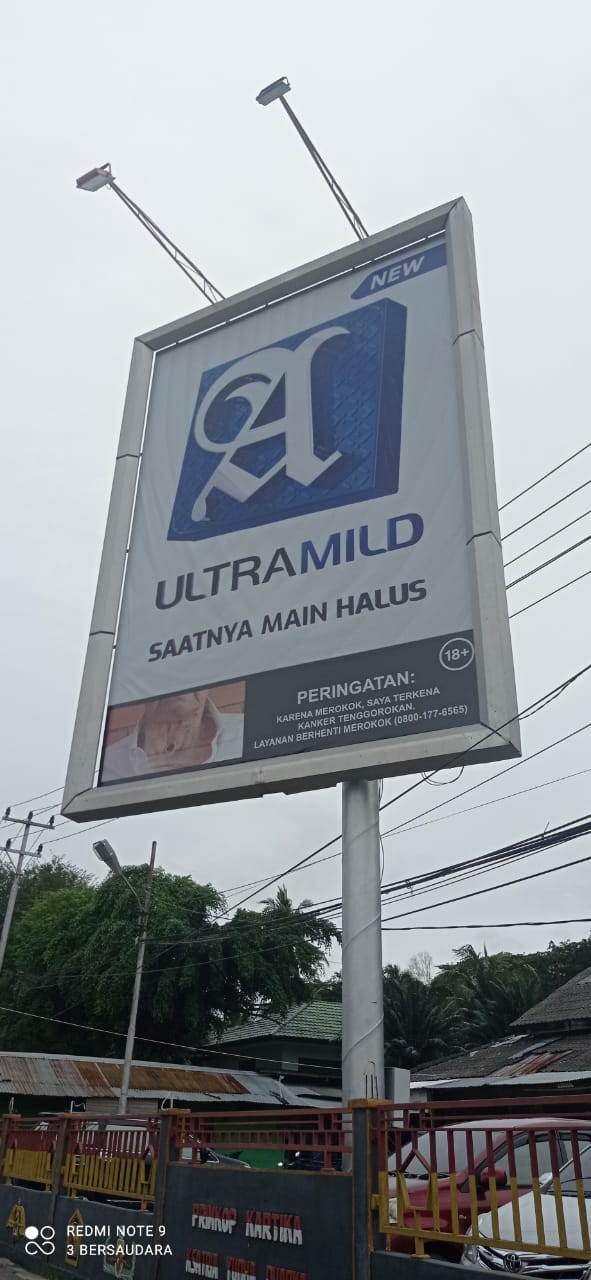 NEW
A
ULTRAMILD
SAATNYA MAIN HALUS
18+
PERINGATAN:
KARENA MEROKOK, SAYA TERKENA
KANKER TENGGOROKAN.
LAYANAN BERHENTI MEROKOK (0800-177-6565)
PRIMKOP KARTIKA
REDMI NOTE 9
3 BERSAUDARA